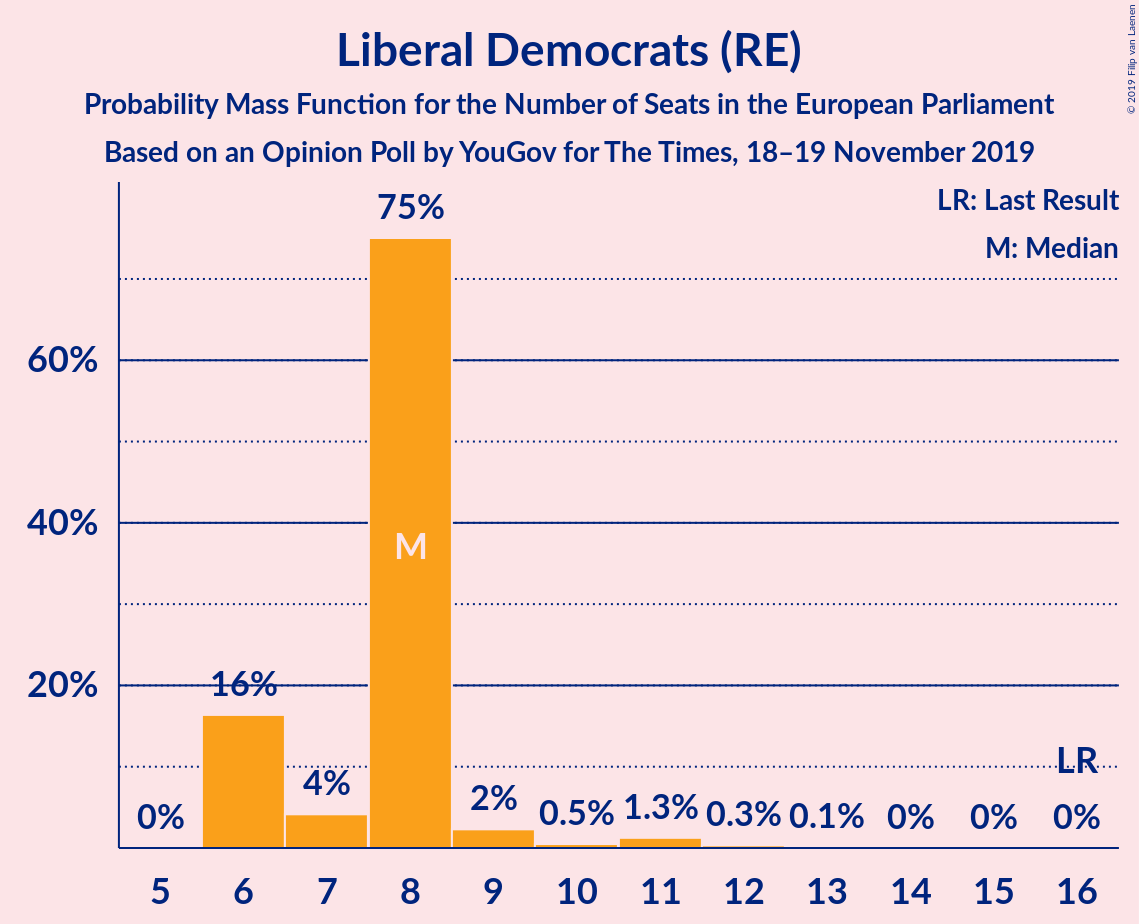 Liberal Democrats (RE)
Probability Mass Function for the Number of Seats in the European Parliament
Based on an Opinion Poll by YouGov for The Times, 18–19 November 2019
© 2019 Filip van Laenen
LR: Last Result
M: Median
75%
60%
40%
M
20%
16%
4%
2%
0%
0.5%
1.3%
0.3%
0.1%
0%
0%
LR
0%
5 6 7 8 9 10 11 12 13 14 15 16